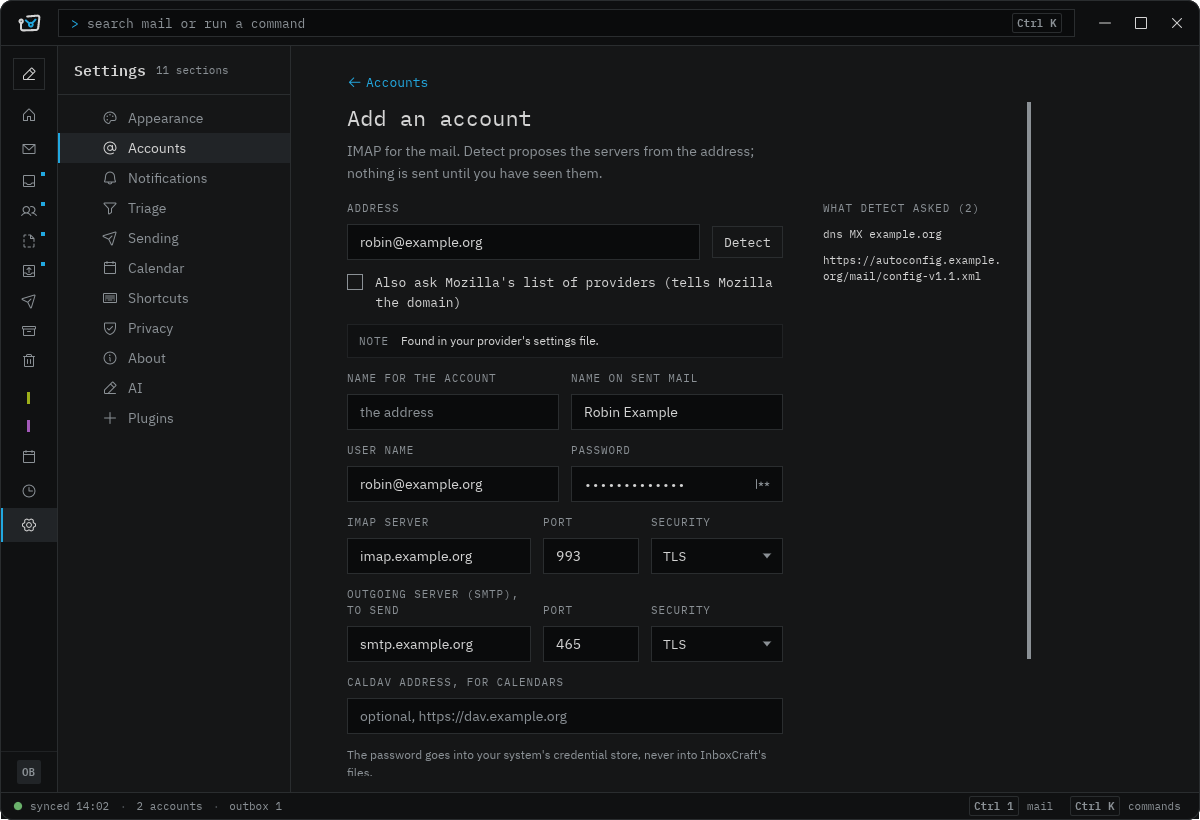 > search mail or run a command Ctrl K
Settings 11 sections
Appearance
Accounts
Notifications
Triage
Sending
Calendar
Shortcuts
Privacy
About
AI
Plugins
OB
← Accounts
Add an account
IMAP for the mail. Detect proposes the servers from the address;
nothing is sent until you have seen them.
ADDRESS
robin@example.org Detect
Also ask Mozilla's list of providers (tells Mozilla
the domain)
NOTE Found in your provider's settings file.
NAME FOR THE ACCOUNT NAME ON SENT MAIL
the address Robin Example
USER NAME PASSWORD
robin@example.org ••••••••••••• |**
IMAP SERVER PORT SECURITY
imap.example.org 993 TLS
OUTGOING SERVER (SMTP),
TO SEND PORT SECURITY
smtp.example.org 465 TLS
CALDAV ADDRESS, FOR CALENDARS
optional, https://dav.example.org
The password goes into your system's credential store, never into InboxCraft's
files.
WHAT DETECT ASKED (2)
dns MX example.org
https://autoconfig.example.
org/mail/config-v1.1.xml
synced 14:02 · 2 accounts · outbox 1 Ctrl 1 mail Ctrl K commands